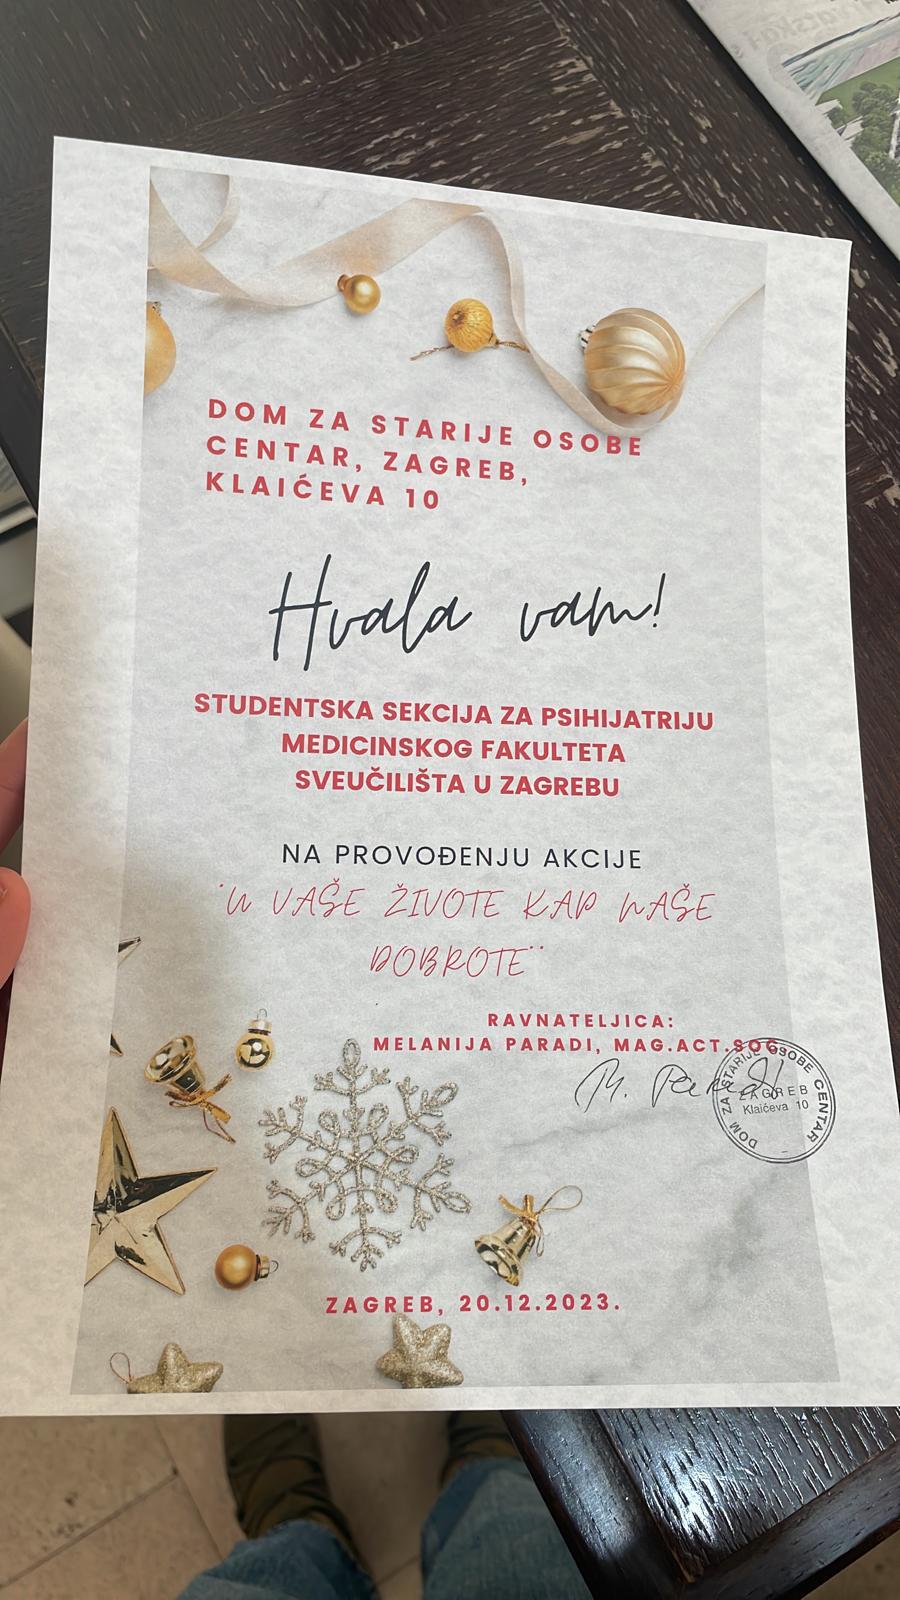 DOM ZA STARIJE OSOBE
CENTAR, ZAGREB,
KLAIĆEVA 10
Hvala vam!
STUDENTSKA SEKCIJA ZA PSIHIJATRIJU
MEDICINSKOG FAKULTETA
SVEUČILIŠTA U ZAGREBU
NA PROVOĐENJU AKCIJE
"U VAŠE ŽIVOTE KAP NAŠE
DOBROTE"
RAVNATELJICA:
MELANIJA PARADI, MAG.ACT.SOC.
M. Paradi
DOM ZA STARIJE OSOBE CENTAR
ZAGREB
Klaićeva 10
ZAGREB, 20.12.2023.